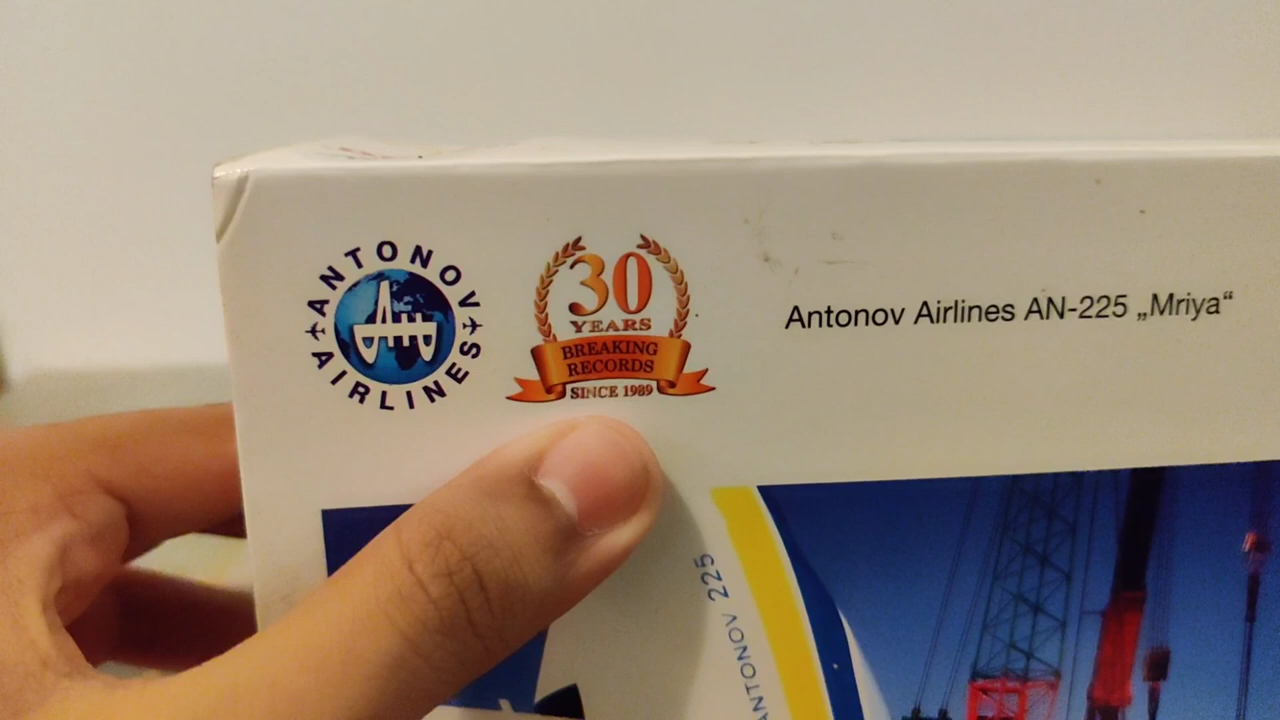 ANTONOV
AIRLINES
30
YEARS
BREAKING
RECORDS
SINCE 1989
Antonov Airlines AN-225 „Mriya“
ANTONOV 225